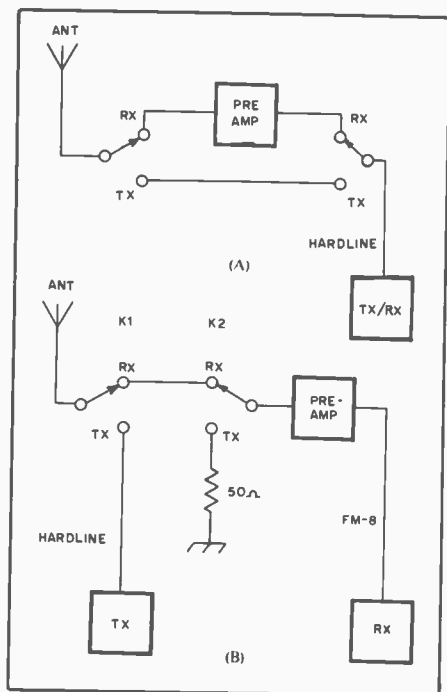 ANT
PRE
AMP
RX
RX
TX
TX
HARDLINE
(A)
TX/RX
ANT
K1
K2
RX
RX
PRE-
AMP
TX
TX
50Ω
HARDLINE
FM-8
TX
RX
(B)